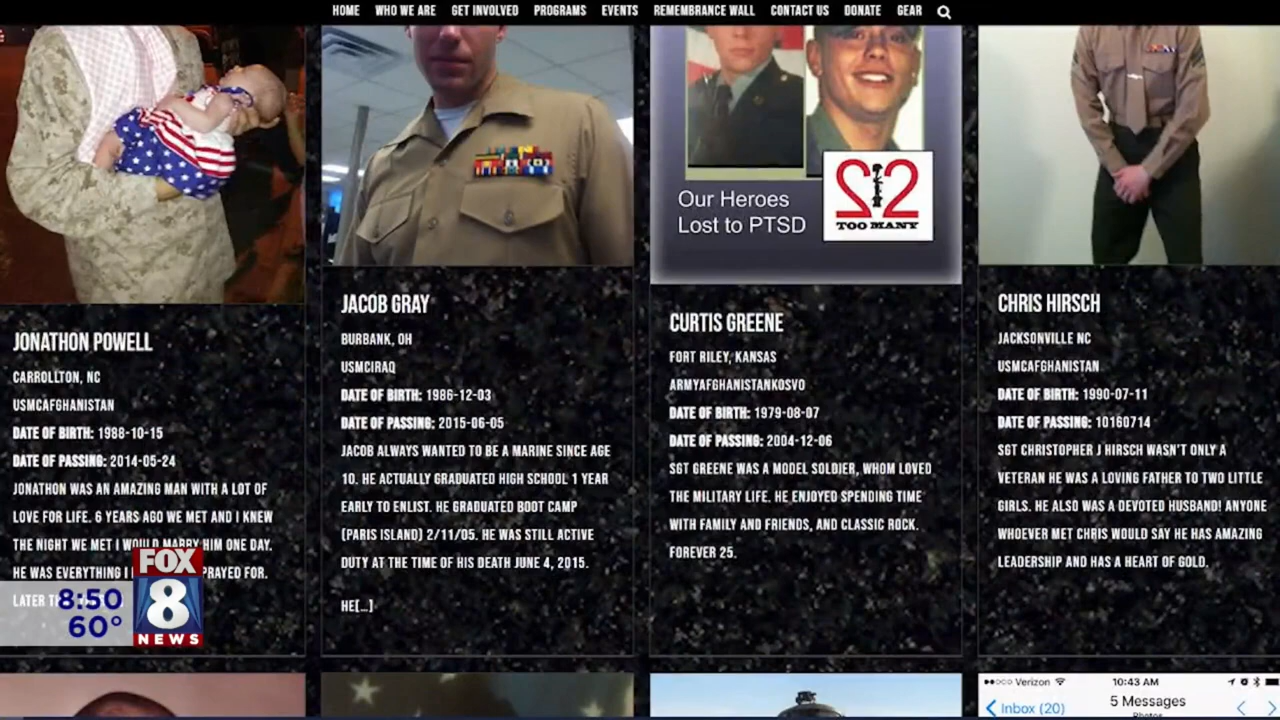 HOME WHO WE ARE GET INVOLVED PROGRAMS EVENTS REMEMBRANCE WALL CONTACT US DONATE GEAR
JONATHON POWELL
CARROLLTON, NC
USMCAFGHANISTAN
DATE OF BIRTH: 1988-10-15
DATE OF PASSING: 2014-05-24
JONATHON WAS AN AMAZING MAN WITH A LOT OF
LOVE FOR LIFE. 6 YEARS AGO WE MET AND I KNEW
THE NIGHT WE MET I WOULD MARRY HIM ONE DAY.
HE WAS EVERYTHING I PRAYED FOR.
LATER
JACOB GRAY
BURBANK, OH
USMCIRAQ
DATE OF BIRTH: 1986-12-03
DATE OF PASSING: 2015-06-05
JACOB ALWAYS WANTED TO BE A MARINE SINCE AGE
10. HE ACTUALLY GRADUATED HIGH SCHOOL 1 YEAR
EARLY TO ENLIST. HE GRADUATED BOOT CAMP
(PARIS ISLAND) 2/11/05. HE WAS STILL ACTIVE
DUTY AT THE TIME OF HIS DEATH JUNE 4, 2015.
HE[...]
Our Heroes
Lost to PTSD
22
TOO MANY
CURTIS GREENE
FORT RILEY, KANSAS
ARMYAFGHANISTANKOSVO
DATE OF BIRTH: 1979-08-07
DATE OF PASSING: 2004-12-06
SGT GREENE WAS A MODEL SOLDIER, WHOM LOVED
THE MILITARY LIFE. HE ENJOYED SPENDING TIME
WITH FAMILY AND FRIENDS, AND CLASSIC ROCK.
FOREVER 25.
CHRIS HIRSCH
JACKSONVILLE NC
USMCAFGHANISTAN
DATE OF BIRTH: 1990-07-11
DATE OF PASSING: 10160714
SGT CHRISTOPHER J HIRSCH WASN'T ONLY A
VETERAN HE WAS A LOVING FATHER TO TWO LITTLE
GIRLS. HE ALSO WAS A DEVOTED HUSBAND! ANYONE
WHOEVER MET CHRIS WOULD SAY HE HAS AMAZING
LEADERSHIP AND HAS A HEART OF GOLD.
8:50
60°
FOX
8
NEWS
Verizon 10:43 AM
Inbox (20) 5 Messages
Photos